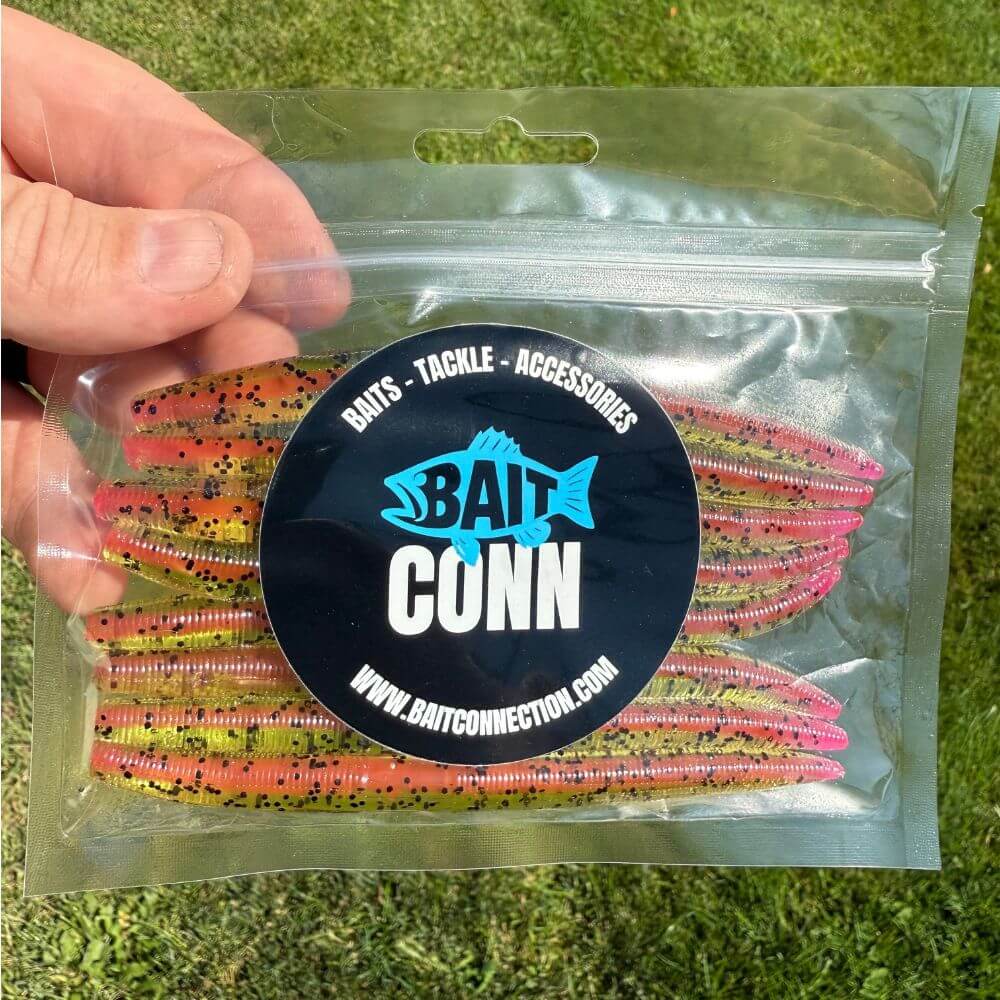 BAITS - TACKLE - ACCESSORIES
BAIT
CONN
WWW.BAITCONNECTION.COM